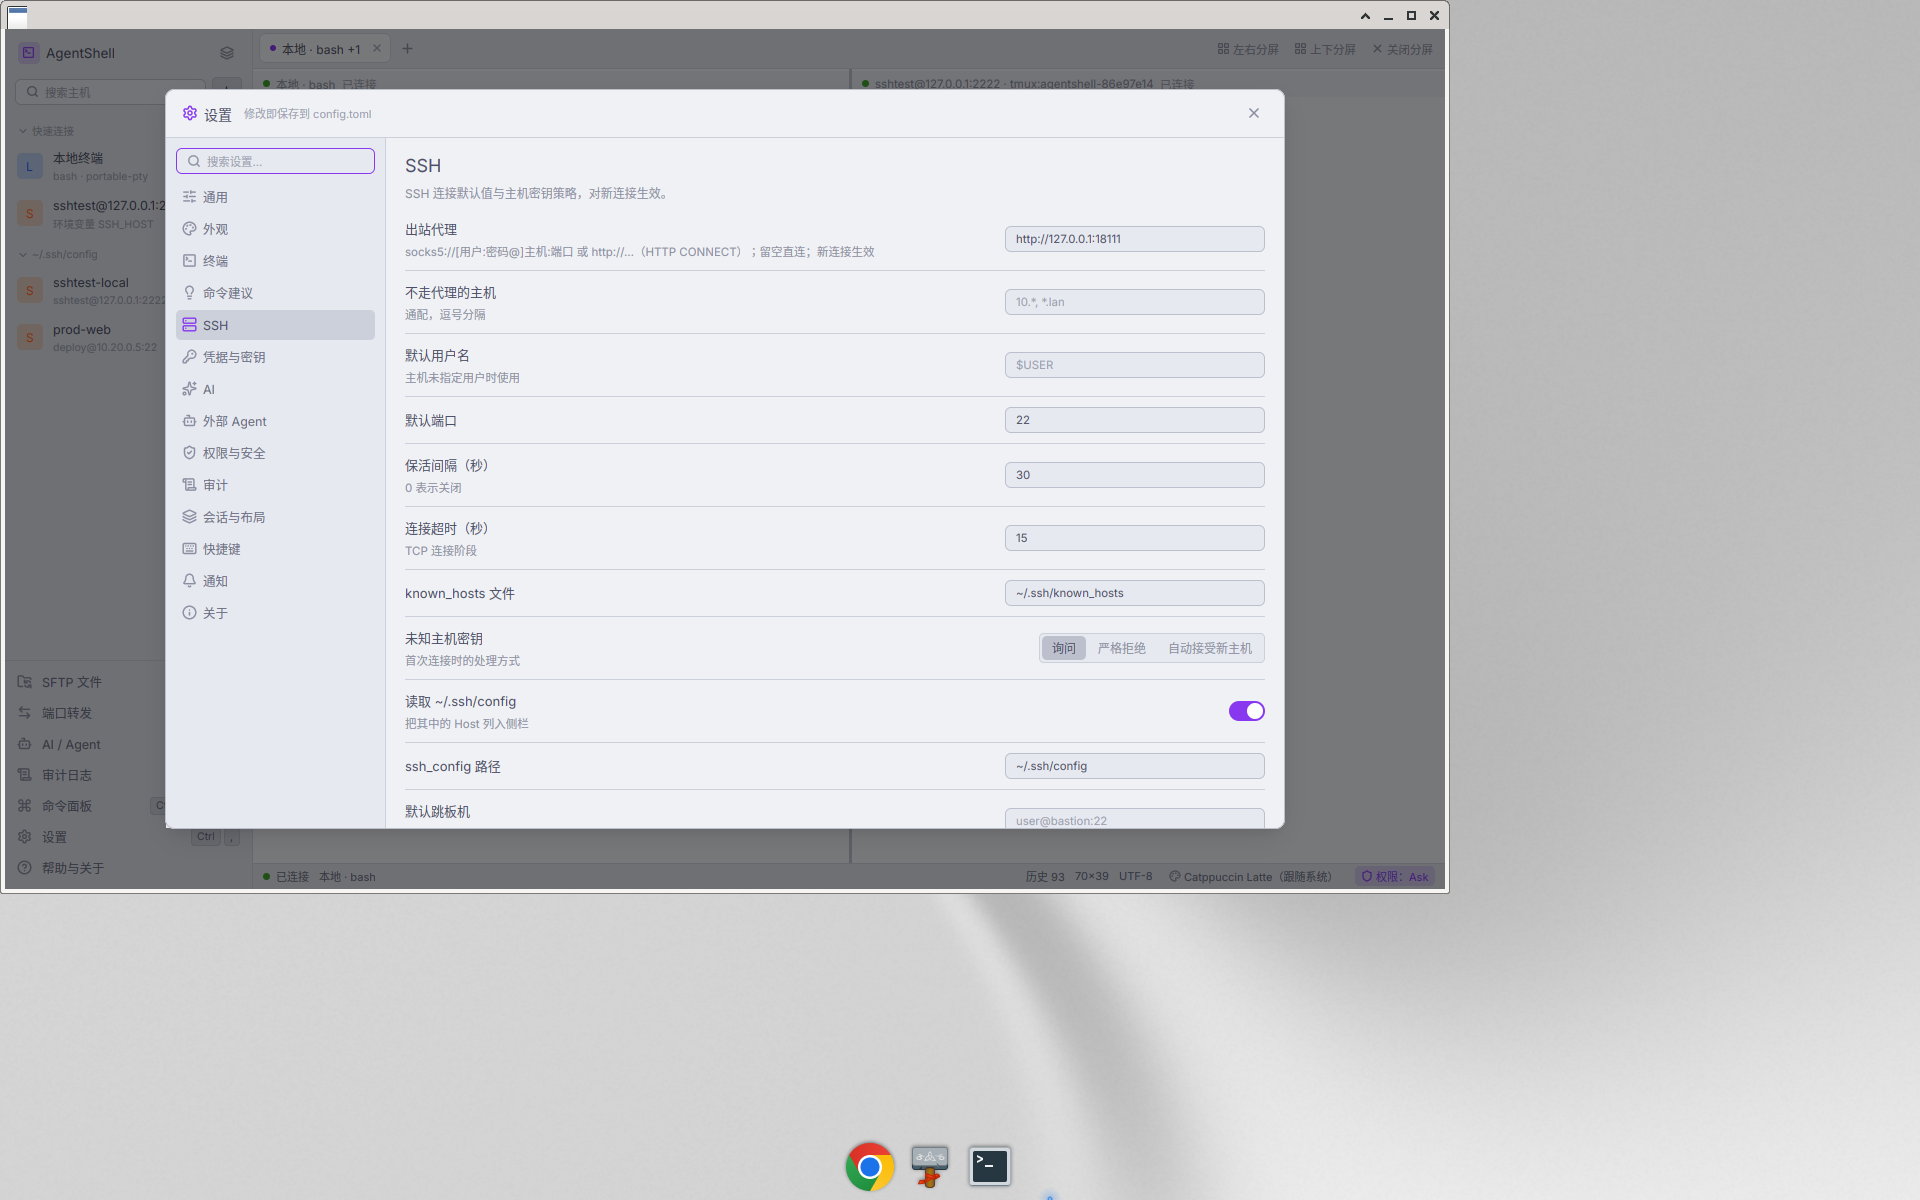 AgentShell
搜索主机
快速连接
L
本地终端
bash · portable-pty
S
sshtest@127.0.0.1:2
环境变量 SSH_HOST
~/.ssh/config
S
sshtest-local
sshtest@127.0.0.1:2222
S
prod-web
deploy@10.20.0.5:22
SFTP 文件
端口转发
AI / Agent
审计日志
命令面板
设置
Ctrl ,
帮助与关于
本地 · bash +1
左右分屏
上下分屏
关闭分屏
本地 · bash 已连接
sshtest@127.0.0.1:2222 · tmux:agentshell-86e97e14 已连接
设置 修改即保存到 config.toml
搜索设置...
通用
外观
终端
命令建议
SSH
凭据与密钥
AI
外部 Agent
权限与安全
审计
会话与布局
快捷键
通知
关于
SSH
SSH 连接默认值与主机密钥策略，对新连接生效。
出站代理
socks5://[用户:密码@]主机:端口 或 http://...（HTTP CONNECT）；留空直连；新连接生效
http://127.0.0.1:18111
不走代理的主机
通配，逗号分隔
10.*, *.lan
默认用户名
主机未指定用户时使用
$USER
默认端口
22
保活间隔（秒）
0 表示关闭
30
连接超时（秒）
TCP 连接阶段
15
known_hosts 文件
~/.ssh/known_hosts
未知主机密钥
首次连接时的处理方式
询问 严格拒绝 自动接受新主机
读取 ~/.ssh/config
把其中的 Host 列入侧栏
ssh_config 路径
~/.ssh/config
默认跳板机
user@bastion:22
已连接 本地 · bash
历史 93 70×39 UTF-8 Catppuccin Latte（跟随系统） 权限：Ask